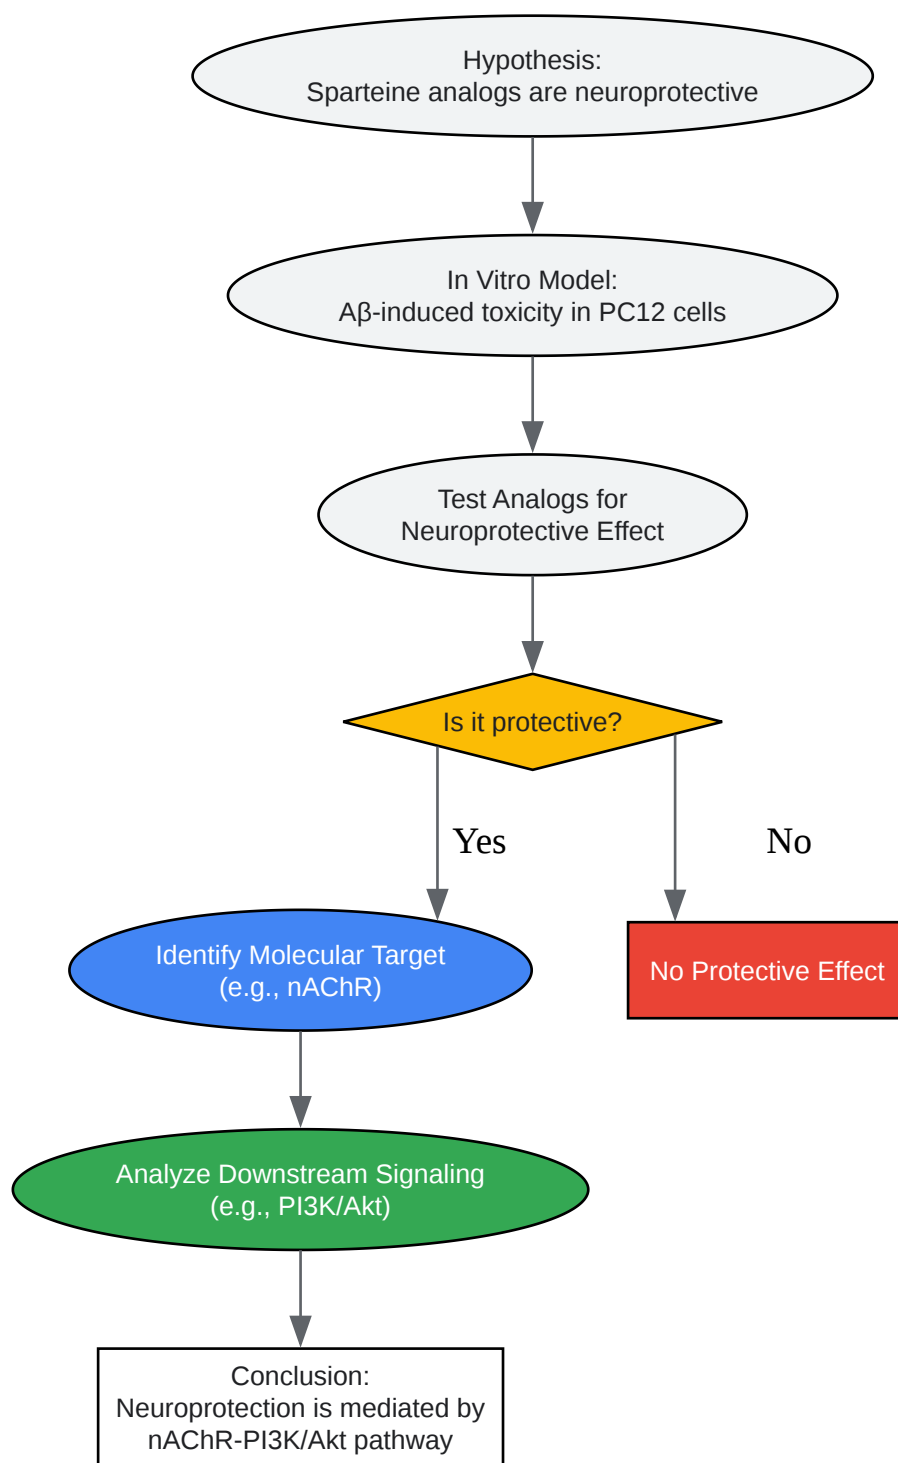 Hypothesis:
Sparteine analogs are neuroprotective
In Vitro Model:
Aβ-induced toxicity in PC12 cells
Test Analogs for
Neuroprotective Effect
Is it protective?
Yes
No
Identify Molecular Target
(e.g., nAChR)
No Protective Effect
Analyze Downstream Signaling
(e.g., PI3K/Akt)
Conclusion:
Neuroprotection is mediated by
nAChR-PI3K/Akt pathway